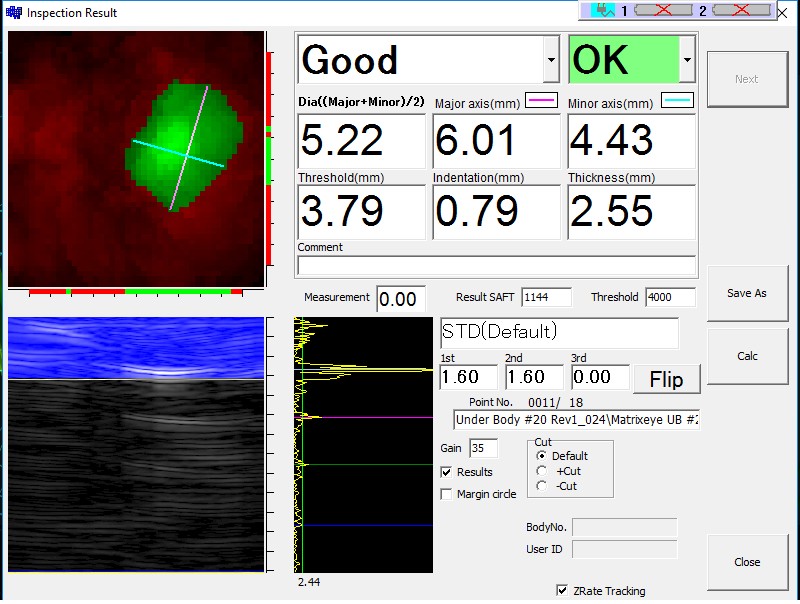 Inspection Result
1 2
Good OK
Next
Dia((Major+Minor)/2) Major axis(mm) Minor axis(mm)
5.22 6.01 4.43
Threshold(mm) Indentation(mm) Thickness(mm)
3.79 0.79 2.55
Comment
Measurement 0.00 Result SAFT 1144 Threshold 4000
Save As
STD(Default)
Calc
1st 2nd 3rd
1.60 1.60 0.00 Flip
Point No. 0011/ 18
Under Body #20 Rev1_024\Matrixeye UB #2
Gain 35
Cut
Default
+Cut
-Cut
Results
Margin circle
BodyNo.
User ID
Close
2.44
ZRate Tracking